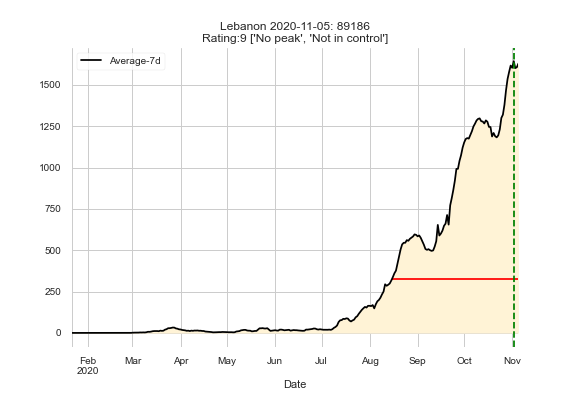 Lebanon 2020-11-05: 89186
Rating:9 ['No peak', 'Not in control']
Average-7d
1500
1250
1000
750
500
250
0
Feb Mar Apr May Jun Jul Aug Sep Oct Nov
2020
Date